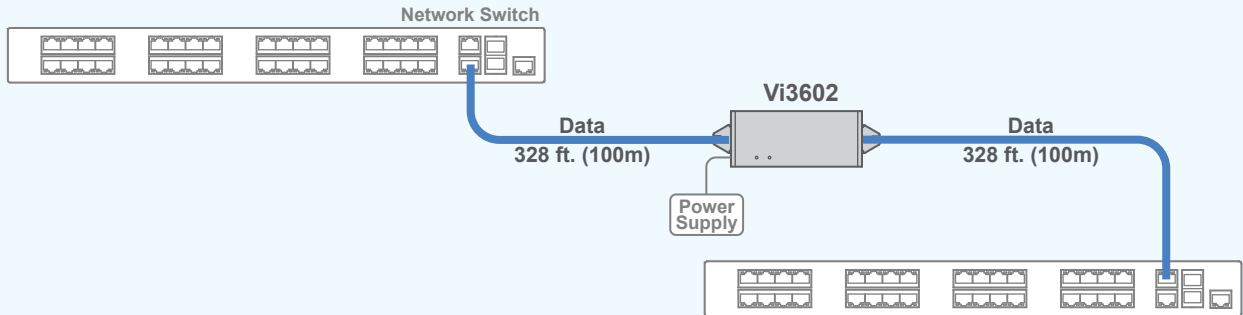 Network Switch
Vi3602
Data
328 ft. (100m)
Data
328 ft. (100m)
Power
Supply